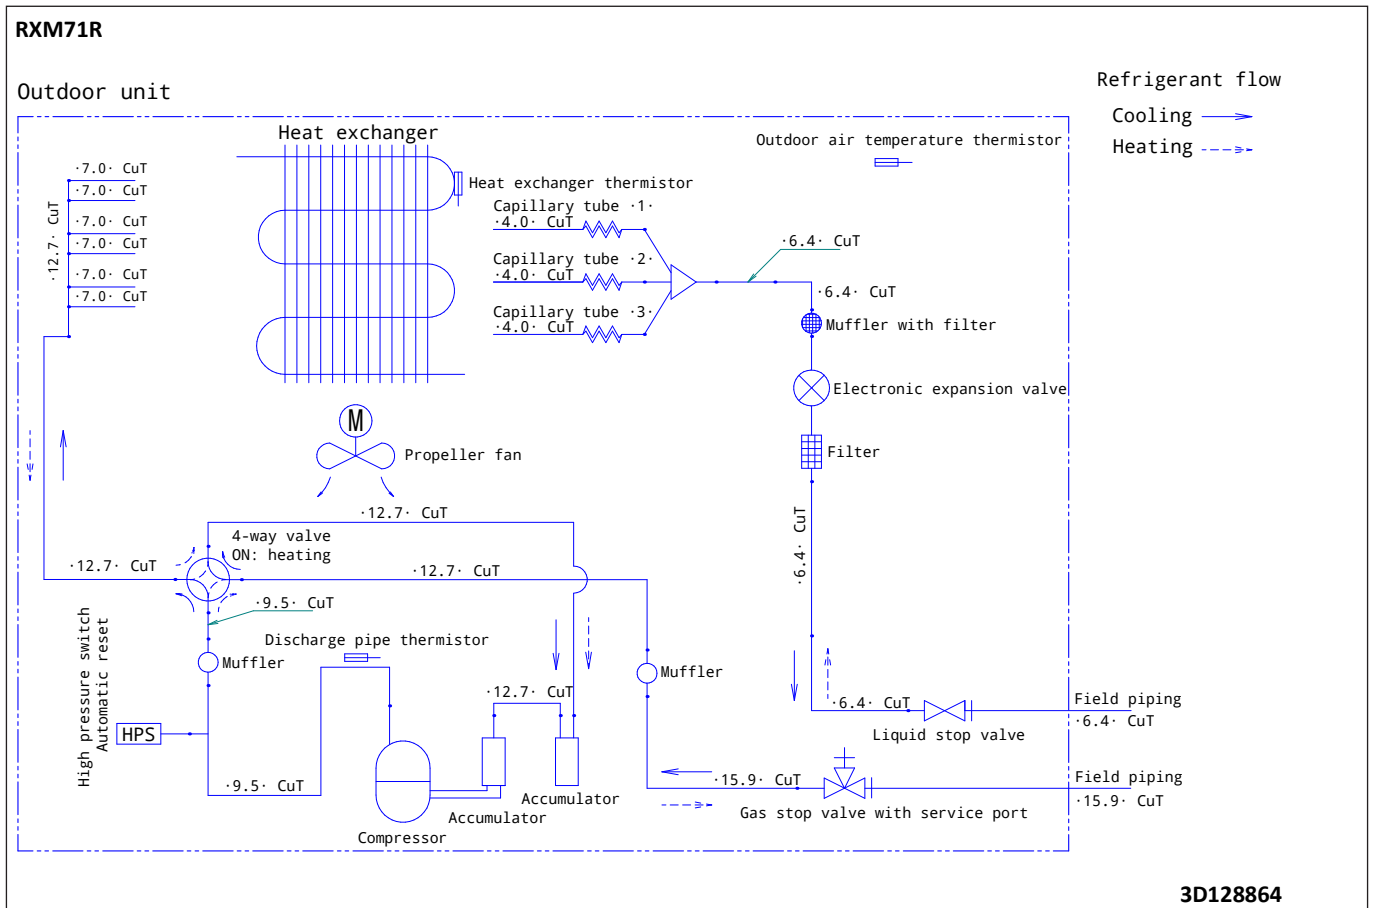 RXM71R
Refrigerant flow
Outdoor unit
Cooling
Heating
Heat exchanger
Outdoor air temperature thermistor
·7.0· CuT
·7.0· CuT
·7.0· CuT
·7.0· CuT
·7.0· CuT
·7.0· CuT
·12.7· CuT
Heat exchanger thermistor
Capillary tube ·1·
·4.0· CuT
Capillary tube ·2·
·4.0· CuT
Capillary tube ·3·
·4.0· CuT
·6.4· CuT
·6.4· CuT
Muffler with filter
Electronic expansion valve
Filter
M
Propeller fan
·12.7· CuT
4-way valve
ON: heating
·12.7· CuT
·12.7· CuT
·6.4· CuT
·9.5· CuT
High pressure switch
Automatic reset
Discharge pipe thermistor
Muffler
Muffler
·12.7· CuT
·6.4· CuT
Field piping
·6.4· CuT
HPS
Liquid stop valve
·9.5· CuT
·15.9· CuT
Field piping
·15.9· CuT
Accumulator
Accumulator
Gas stop valve with service port
Compressor
3D128864